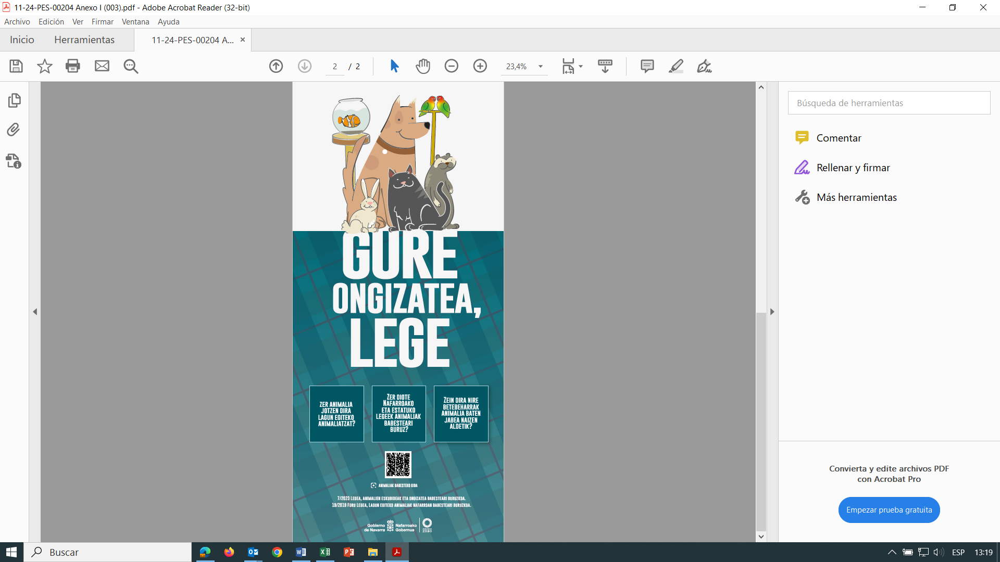 11-24-PES-00204 Anexo I (003).pdf - Adobe Acrobat Reader (32-bit)
Archivo Edición Ver Firmar Ventana Ayuda
Inicio Herramientas 11-24-PES-00204 A... ×
2 / 2 23,4%
Búsqueda de herramientas
Comentar
Rellenar y firmar
Más herramientas
GURE
ONGIZATEA,
LEGE
ZER ANIMALIA
JOTZEN DIRA
LAGUN EGITEKO
ANIMALIATZAT?
ZER DIOTE
NAFARROAKO
ETA ESTATUKO
LEGEEK ANIMALIAK
BABESTEARI
BURUZ?
ZEIN DIRA NIRE
BETEBEHARRAK
ANIMALIA BATEN
JABEA NAIZEN
ALDETIK?
ANIMALIAK BABESTEKO GIDA
7/2023 LEGEA, ANIMALIEN ESKUBIDEAK ETA ONGIZATEA BABESTEARI BURUZKOA.
19/2019 FORU LEGEA, LAGUN EGITEKO ANIMALIAK NAFARROAN BABESTEARI BURUZKOA.
Gobierno de Navarra
Nafarroako Gobernua
AGENDA 2030
Convierta y edite archivos PDF
con Acrobat Pro
Empezar prueba gratuita
Buscar
ESP 13:19